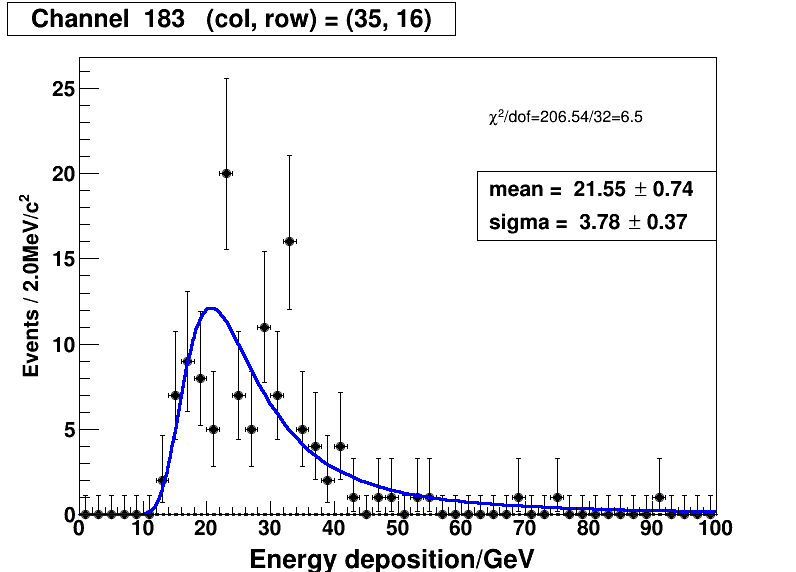 Channel 183 (col, row) = (35, 16)
χ²/dof=206.54/32=6.5
mean = 21.55 ± 0.74
sigma = 3.78 ± 0.37
Events / 2.0MeV/c²
25
20
15
10
5
0
0 10 20 30 40 50 60 70 80 90 100
Energy deposition/GeV